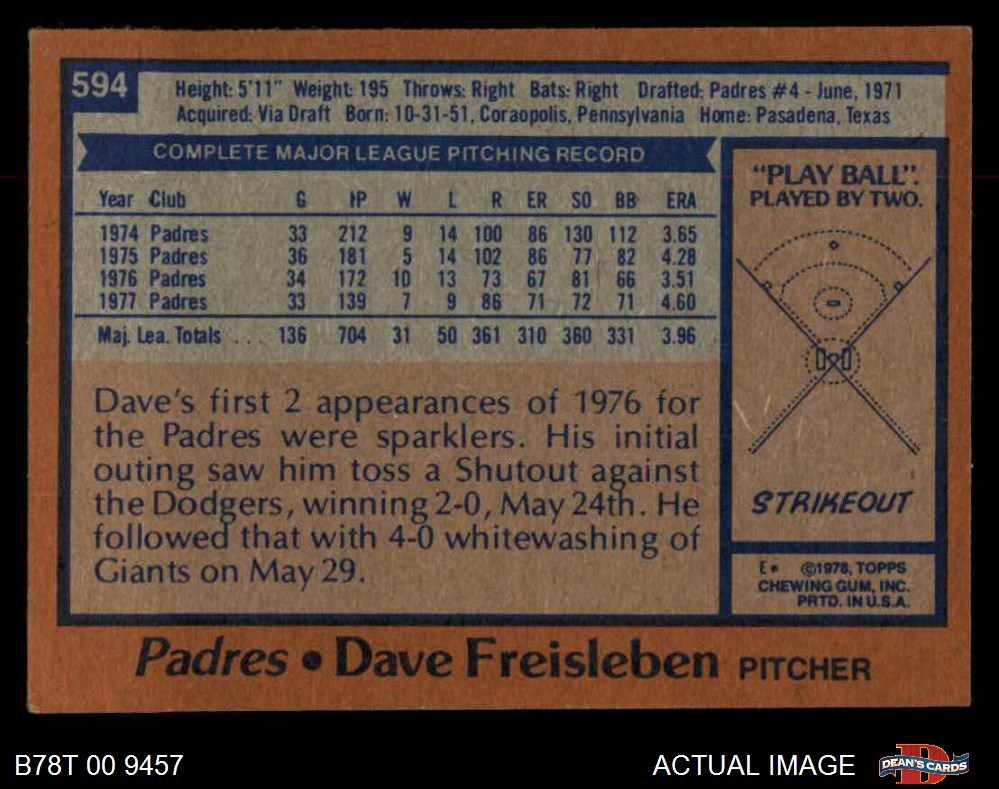 594
Height: 5'11" Weight: 195 Throws: Right Bats: Right Drafted: Padres #4 - June, 1971
Acquired: Via Draft Born: 10-31-51, Coraopolis, Pennsylvania Home: Pasadena, Texas
COMPLETE MAJOR LEAGUE PITCHING RECORD
Year Club G IP W L R ER SO BB ERA
1974 Padres 33 212 9 14 100 86 130 112 3.65
1975 Padres 36 181 5 14 102 86 77 82 4.28
1976 Padres 34 172 10 13 73 67 81 66 3.51
1977 Padres 33 139 7 9 86 71 72 71 4.60
Maj. Lea. Totals . . . 136 704 31 50 361 310 360 331 3.96
Dave's first 2 appearances of 1976 for
the Padres were sparklers. His initial
outing saw him toss a Shutout against
the Dodgers, winning 2-0, May 24th. He
followed that with 4-0 whitewashing of
Giants on May 29.
"PLAY BALL".
PLAYED BY TWO.
STRIKEOUT
E* ©1978, TOPPS
CHEWING GUM, INC.
PRTD. IN U.S.A.
Padres • Dave Freisleben PITCHER
B78T 00 9457
ACTUAL IMAGE
D
DEAN'S CARDS